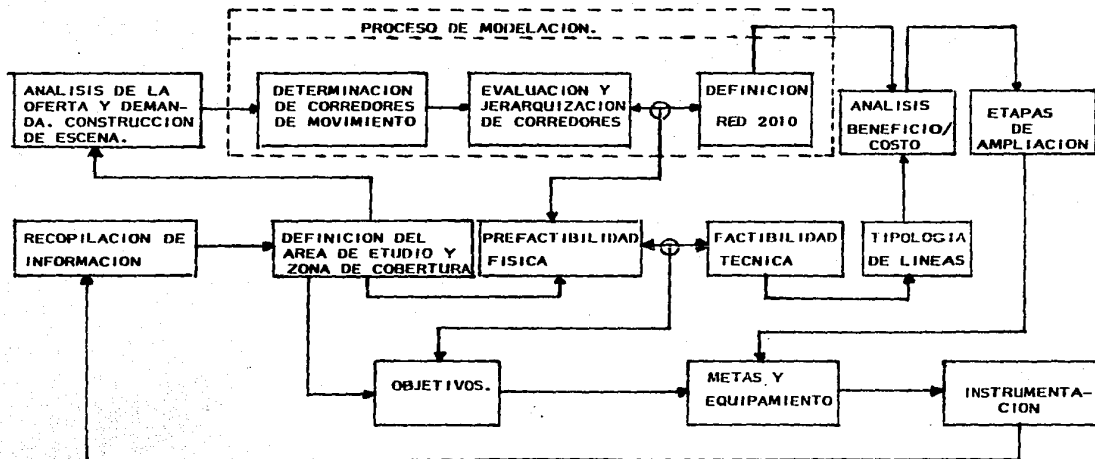 PROCESO DE MODELACION.
ANALISIS DE LA
OFERTA Y DEMAN-
DA. CONSTRUCCION
DE ESCENA.
DETERMINACION
DE CORREDORES
DE MOVIMIENTO
EVALUACION Y
JERARQUIZACION
DE CORREDORES
DEFINICION
RED 2010
ANALISIS
BENEFICIO/
COSTO
ETAPAS
DE
AMPLIACION
RECOPILACION DE
INFORMACION
DEFINICION DEL
AREA DE ETUDIO Y
ZONA DE COBERTURA
PREFACTIBILIDAD
FISICA
FACTIBILIDAD
TECNICA
TIPOLOGIA
DE LINEAS
OBJETIVOS.
METAS Y
EQUIPAMIENTO
INSTRUMENTA-
CION